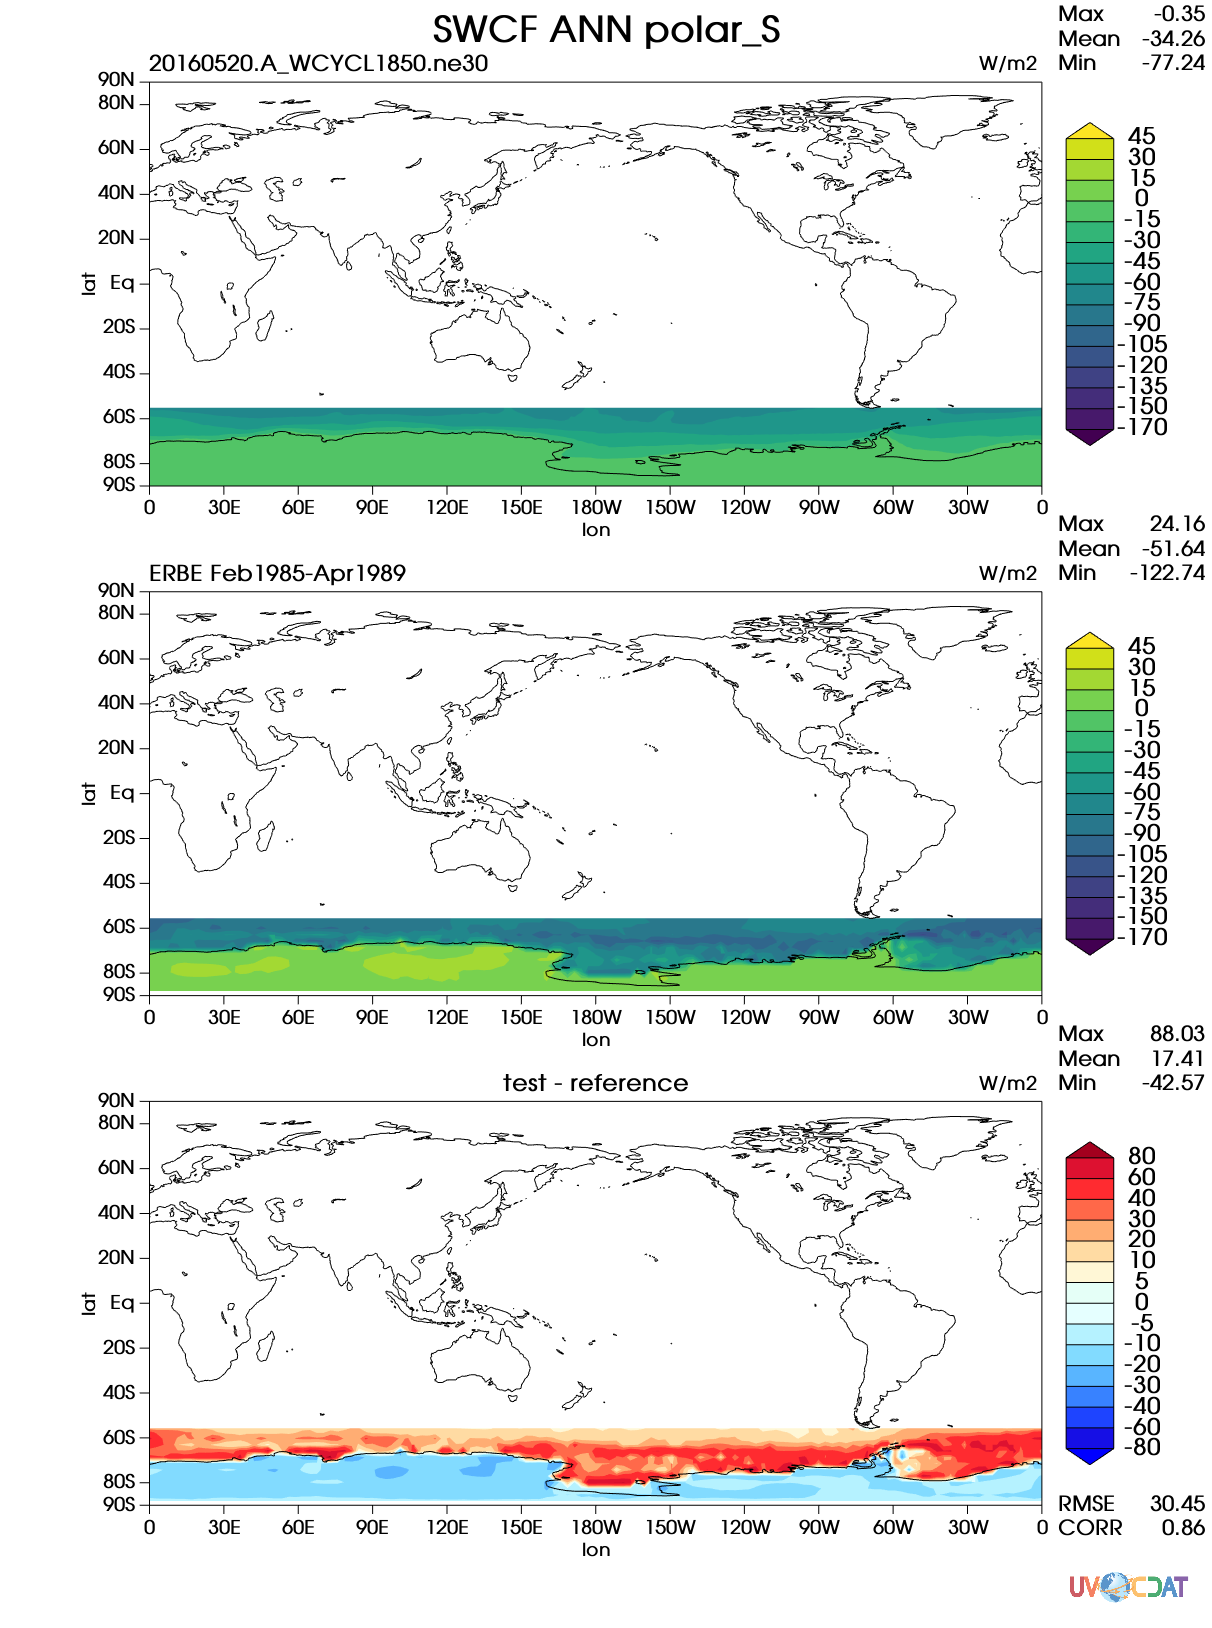 SWCF ANN polar_S
Max -0.35
Mean -34.26
Min -77.24
20160520.A_WCYCL1850.ne30 W/m2
90N
80N
60N
40N
20N
Eq
20S
40S
60S
80S
90S
lat
0 30E 60E 90E 120E 150E 180W 150W 120W 90W 60W 30W 0
lon
45
30
15
0
-15
-30
-45
-60
-75
-90
-105
-120
-135
-150
-170
Max 24.16
Mean -51.64
Min -122.74
ERBE Feb1985-Apr1989 W/m2
90N
80N
60N
40N
20N
Eq
20S
40S
60S
80S
90S
lat
0 30E 60E 90E 120E 150E 180W 150W 120W 90W 60W 30W 0
lon
45
30
15
0
-15
-30
-45
-60
-75
-90
-105
-120
-135
-150
-170
Max 88.03
Mean 17.41
Min -42.57
test - reference W/m2
90N
80N
60N
40N
20N
Eq
20S
40S
60S
80S
90S
lat
0 30E 60E 90E 120E 150E 180W 150W 120W 90W 60W 30W 0
lon
80
60
40
30
20
10
5
0
-5
-10
-20
-30
-40
-60
-80
RMSE 30.45
CORR 0.86
UV CDAT